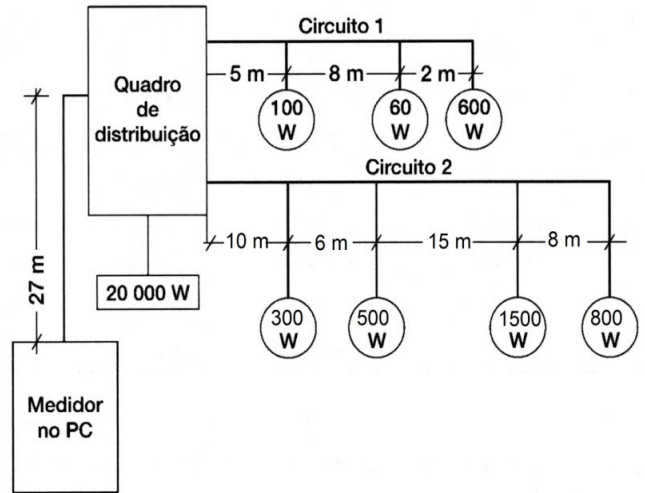 Circuito 1
5 m 8 m 2 m
Quadro
de
distribuição
100
W
60
W
600
W
Circuito 2
10 m 6 m 15 m 8 m
27 m
20 000 W
300
W
500
W
1500
W
800
W
Medidor
no PC